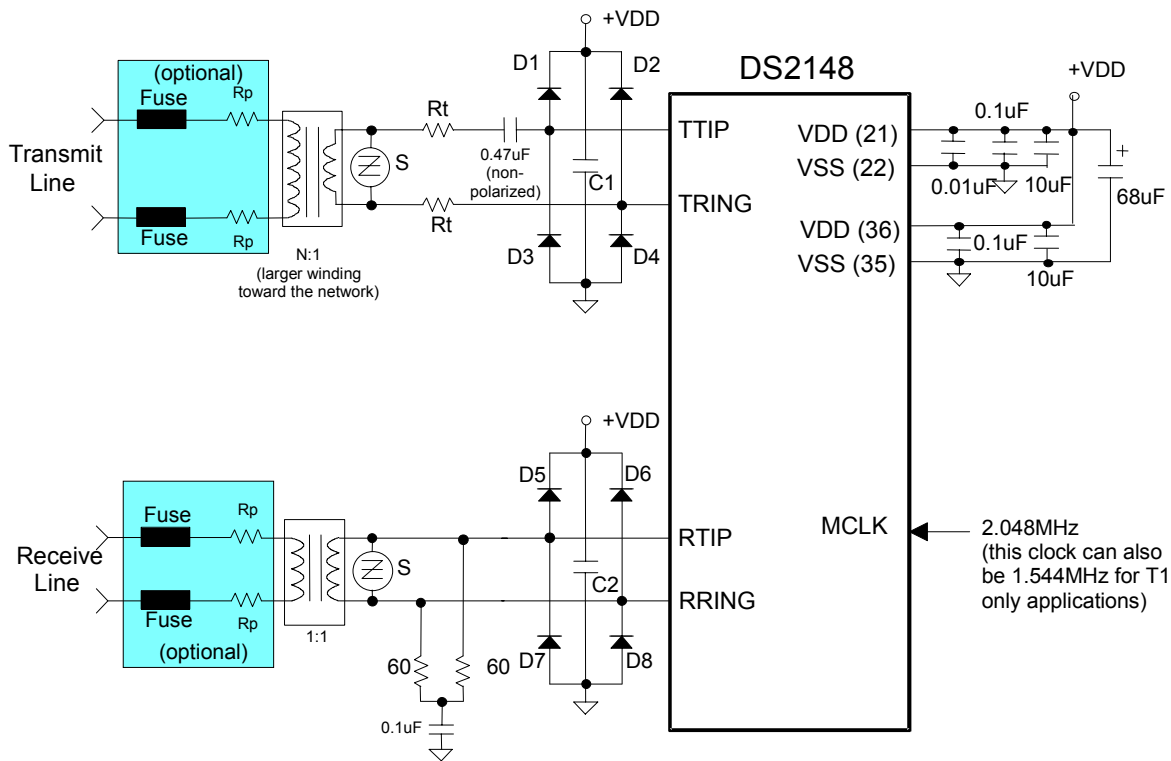 +VDD
(optional)
Fuse
Rp
D1
D2
DS2148
+VDD
Rt
0.1uF
Transmit
Line
S
0.47uF
(non-
polarized)
C1
TTIP
VDD (21)
VSS (22)
+
0.01uF
10uF
68uF
TRING
Rt
Fuse
Rp
D3
D4
VDD (36)
0.1uF
VSS (35)
10uF
N:1
(larger winding
toward the network)
+VDD
D5
D6
Fuse
Rp
MCLK
2.048MHz
(this clock can also
be 1.544MHz for T1
only applications)
RTIP
Receive
Line
S
C2
RRING
Fuse
Rp
(optional)
1:1
60
60
D7
D8
0.1uF